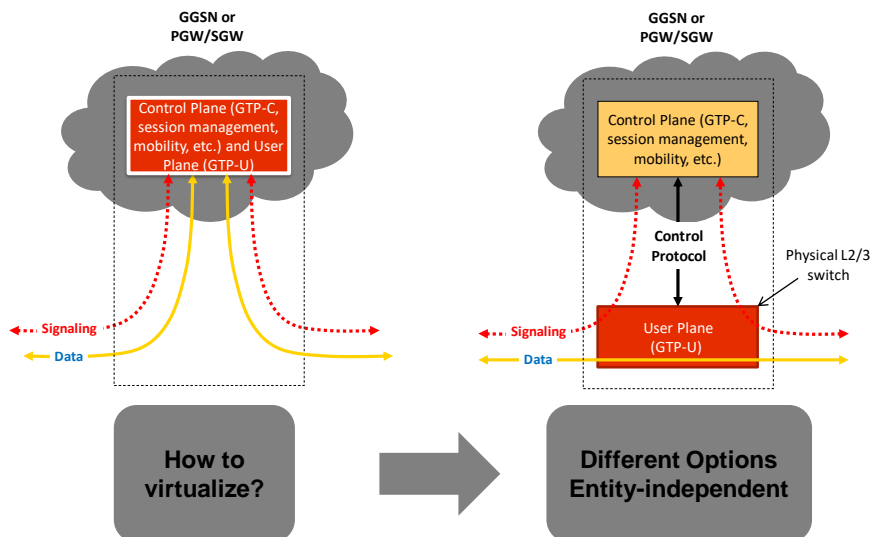 GGSN or
PGW/SGW
Control Plane (GTP-C,
session management,
mobility, etc.) and User
Plane (GTP-U)
Signaling
Data
How to
virtualize?
GGSN or
PGW/SGW
Control Plane (GTP-C,
session management,
mobility, etc.)
Control
Protocol
Physical L2/3
switch
User Plane
(GTP-U)
Signaling
Data
Different Options
Entity-independent